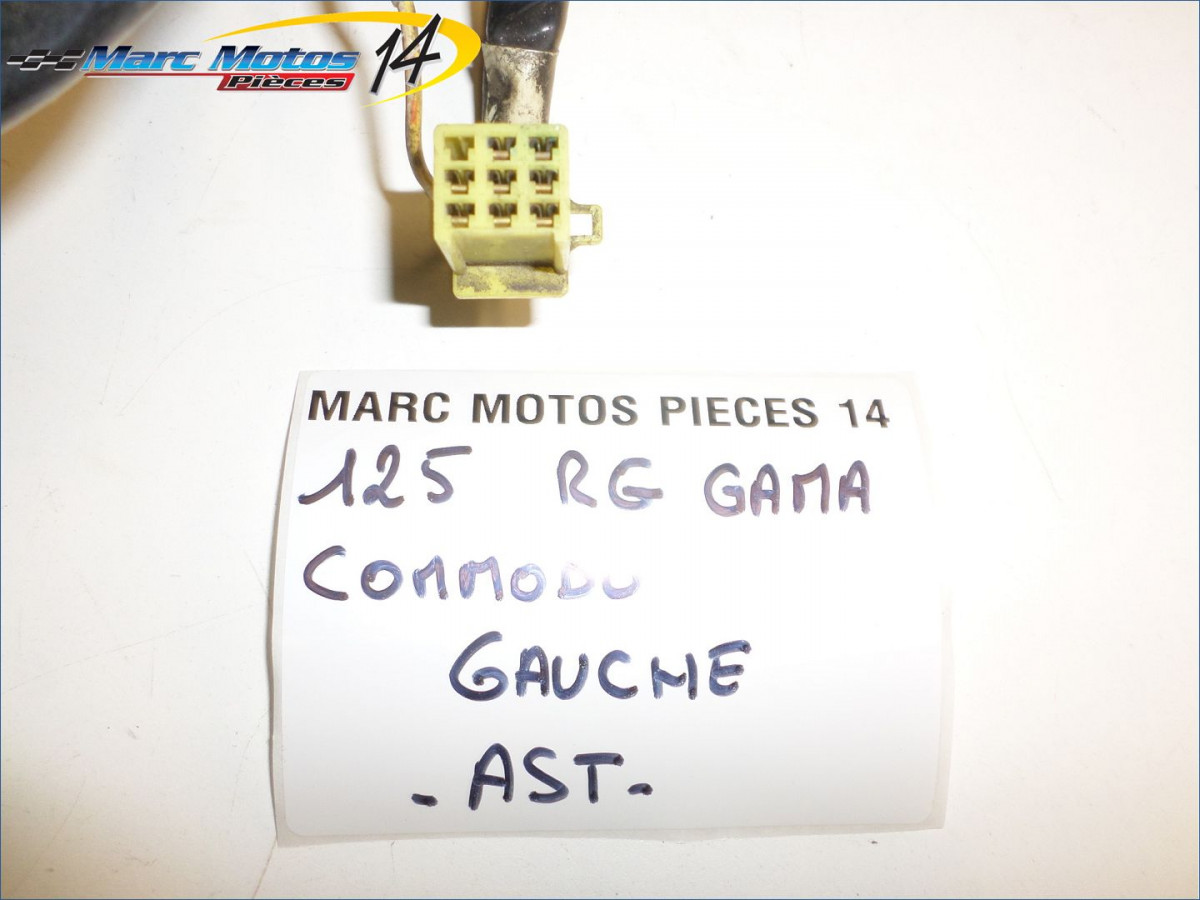 Marc Motos 14
Pièces
MARC MOTOS PIECES 14
125 RG GAMA
COMMODO
GAUCHE
- AST -